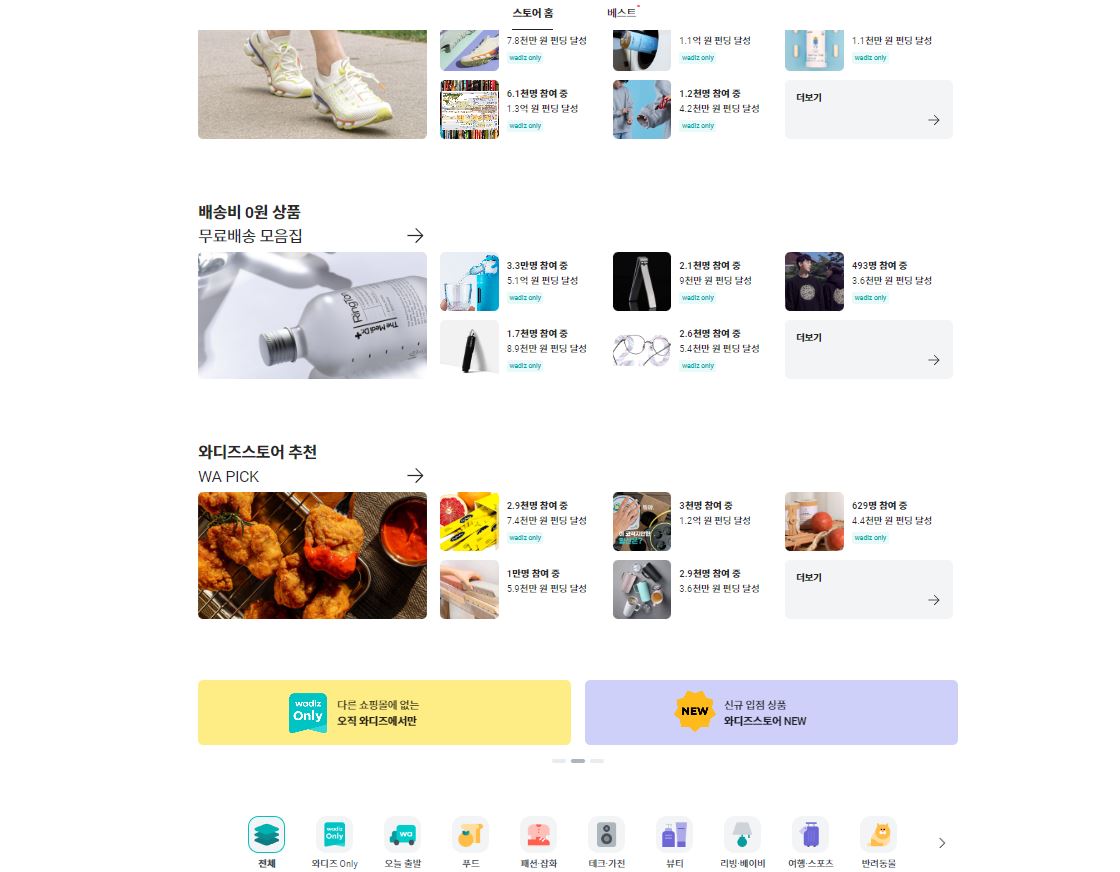 스토어 홈
베스트
7.8천만 원 펀딩 달성
wadiz only
1.1억 원 펀딩 달성
wadiz only
1.1천만 원 펀딩 달성
wadiz only
6.1천명 참여 중
1.3억 원 펀딩 달성
wadiz only
1.2천명 참여 중
4.2천만 원 펀딩 달성
wadiz only
더보기
배송비 0원 상품
무료배송 모음집
RingTon
The Medi Dr.
3.3만명 참여 중
5.1억 원 펀딩 달성
wadiz only
2.1천명 참여 중
9천만 원 펀딩 달성
wadiz only
493명 참여 중
3.6천만 원 펀딩 달성
wadiz only
1.7천명 참여 중
8.9천만 원 펀딩 달성
wadiz only
2.6천명 참여 중
5.4천만 원 펀딩 달성
wadiz only
더보기
와디즈스토어 추천
WA PICK
2.9천명 참여 중
7.4천만 원 펀딩 달성
wadiz only
3천명 참여 중
1.2억 원 펀딩 달성
629명 참여 중
4.4천만 원 펀딩 달성
wadiz only
1만명 참여 중
5.9천만 원 펀딩 달성
2.9천명 참여 중
3.6천만 원 펀딩 달성
더보기
wadiz
Only
다른 쇼핑몰에 없는
오직 와디즈에서만
NEW
신규 입점 상품
와디즈스토어 NEW
전체
wadiz
Only
와디즈 Only
wa
오늘 출발
푸드
패션·잡화
테크·가전
뷰티
리빙·베이비
여행·스포츠
반려동물